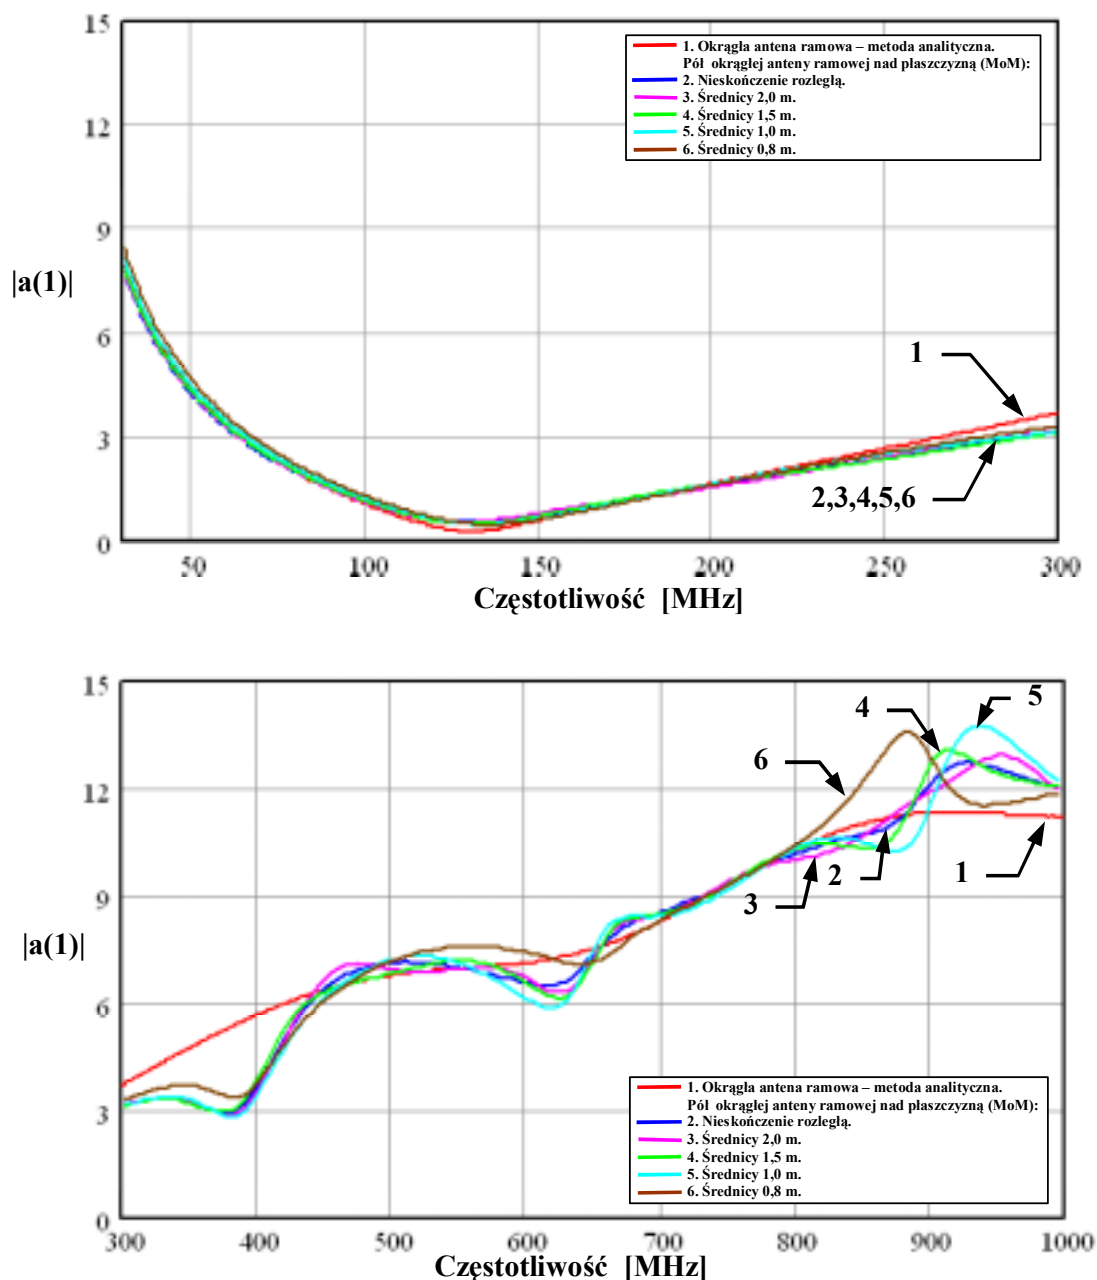 15
1. Okrągła antena ramowa – metoda analityczna.
Pół okrągłej anteny ramowej nad płaszczyzną (MoM):
2. Nieskończenie rozległą.
3. Średnicy 2,0 m.
4. Średnicy 1,5 m.
5. Średnicy 1,0 m.
6. Średnicy 0,8 m.
12
9
|a(1)|
6
1
3
2,3,4,5,6
0
50 100 150 200 250 300
Częstotliwość [MHz]
15
5
4
6
12
1
2
3
9
|a(1)|
6
1. Okrągła antena ramowa – metoda analityczna.
Pół okrągłej anteny ramowej nad płaszczyzną (MoM):
2. Nieskończenie rozległą.
3. Średnicy 2,0 m.
4. Średnicy 1,5 m.
5. Średnicy 1,0 m.
6. Średnicy 0,8 m.
3
0
300 400 500 600 700 800 900 1000
Częstotliwość [MHz]